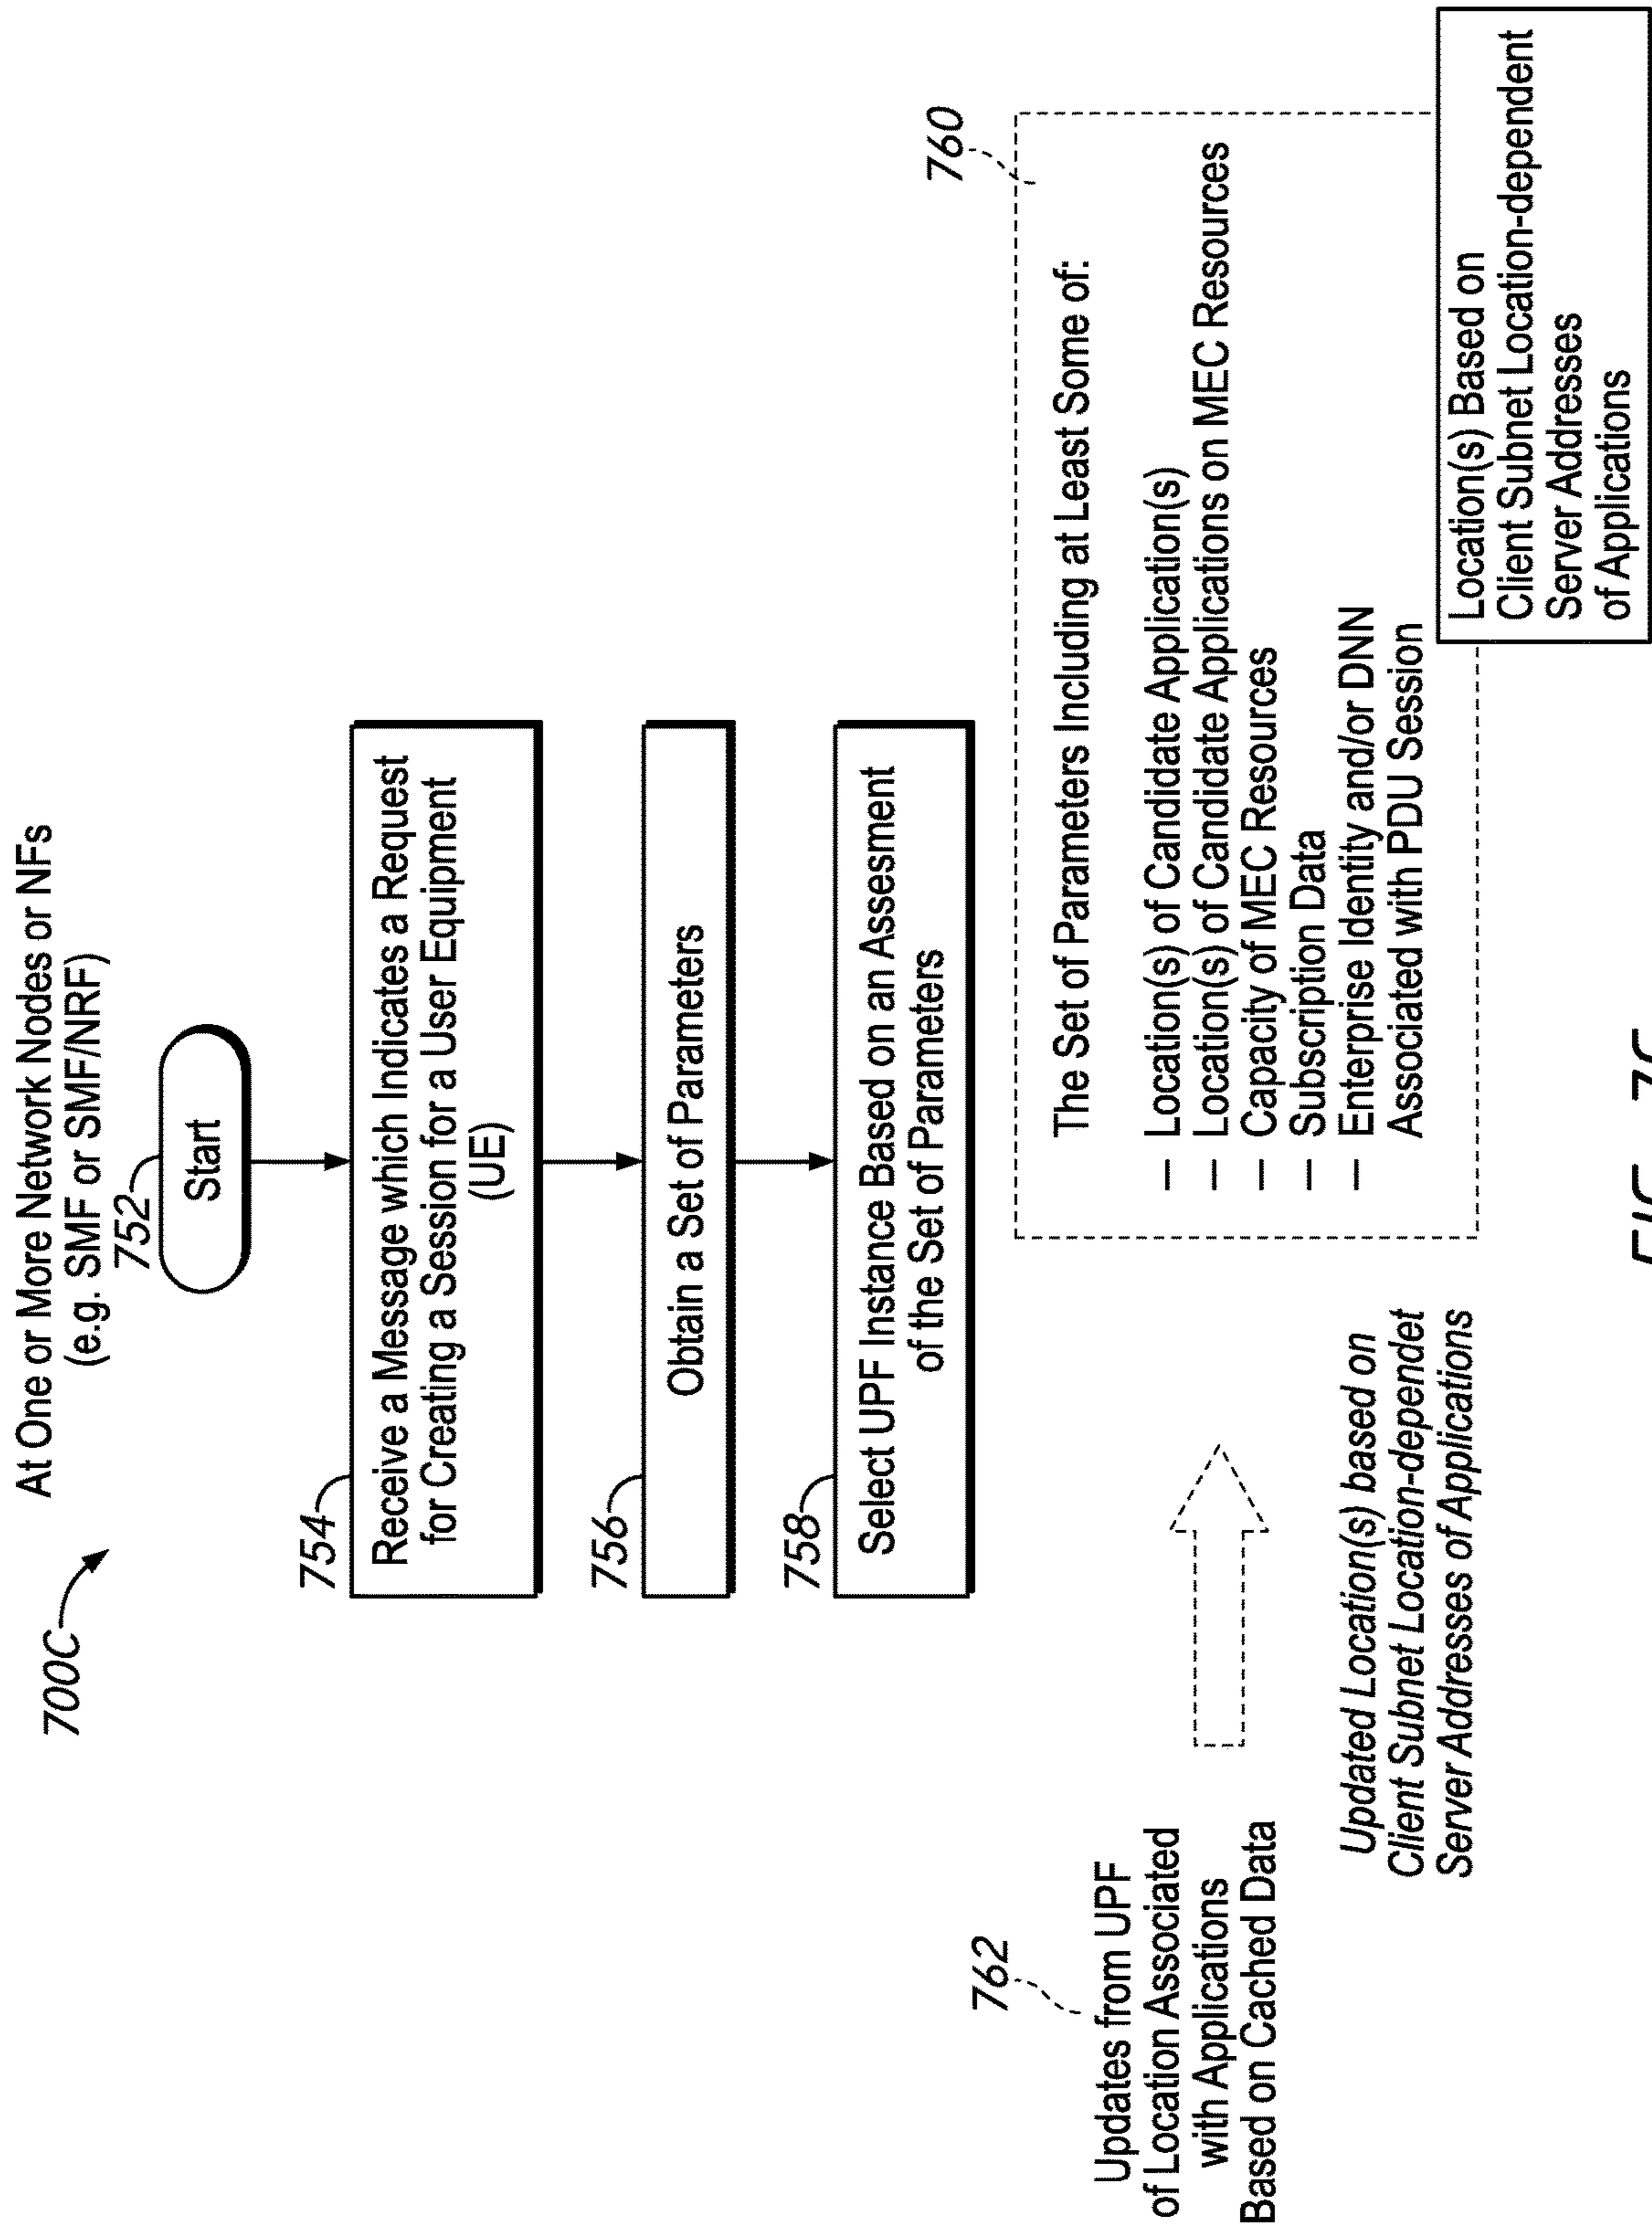 At One or More Network Nodes or NFs
(e.g. SMF or SMF/NRF)
700C
752
Start
754
Receive a Message which Indicates a Request
for Creating a Session for a User Equipment
(UE)
756
Obtain a Set of Parameters
758
Select UPF Instance Based on an Assesment
of the Set of Parameters
760
The Set of Parameters Including at Least Some of:
– Location(s) of Candidate Application(s)
– Location(s) of Candidate Applications on MEC Resources
– Capacity of MEC Resources
– Subscription Data
– Enterprise Identity and/or DNN
Associated with PDU Session
Location(s) Based on
Client Subnet Location-dependent
Server Addresses
of Applications
762
Updates from UPF
of Location Associated
with Applications
Based on Cached Data
Updated Location(s) based on
Client Subnet Location-dependet
Server Addresses of Applications
FIG. 7C